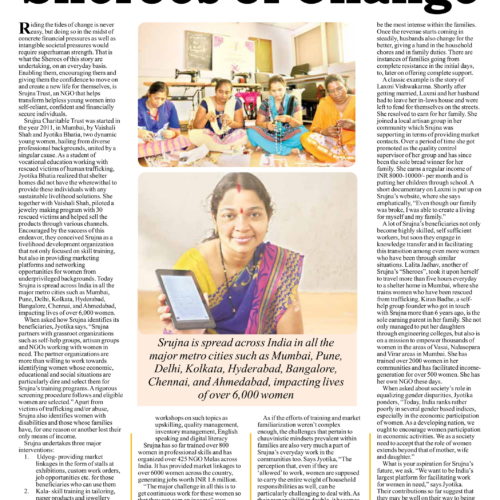 Sheroes of Change
Riding the tides of change is never
easy, but doing so in the midst of
concrete financial pressures as well as
intangible societal pressures would
require superhuman strength. That is
what the Sheroes of this story are
undertaking, on an everyday basis.
Enabling them, encouraging them and
giving them the confidence to move on
and create a new life for themselves, is
Srujna Trust, an NGO that helps
transform helpless young women into
self-reliant, confident and financially
secure individuals.
Srujna Charitable Trust was started in
the year 2011, in Mumbai, by Vaishali
Shah and Jyotika Bhatia, two dynamic
young women, hailing from diverse
professional backgrounds, united by a
singular cause. As a student of
vocational education working with
rescued victims of human trafficking,
Jyotika Bhatia realized that shelter
homes did not have the wherewithal to
provide these individuals with any
sustainable livelihood solutions. She
together with Vaishali Shah, piloted a
jewelry making program with 30
rescued victims and helped sell the
products through various channels.
Encouraged by the success of this
endeavor, they conceived Srujna as a
livelihood development organization
that not only focused on skill training,
but also in providing marketing
platforms and networking
opportunities for women from
underprivileged backgrounds. Today
Srujna is spread across India in all the
major metro cities such as Mumbai,
Pune, Delhi, Kolkata, Hyderabad,
Bangalore, Chennai, and Ahmedabad,
impacting lives of over 6,000 women.
When asked how Srujna identifies its
beneficiaries, Jyotika says, "Srujna
partners with grassroot organizations
such as self-help groups, artisan groups
and NGOs working with women in
need. The partner organizations are
more than willing to work towards
identifying women whose economic,
educational and social situations are
particularly dire and select them for
Srujna's training programs. A rigorous
screening procedure follows and eligible
women are selected." Apart from
victims of trafficking and/or abuse,
Srujna also identifies women with
disabilities and those whose families
have, for one reason or another lost their
only means of income.
Srujna undertakes three major
interventions:
1. Udyog- providing market
linkages in the form of stalls at
exhibitions, custom work orders,
job opportunities etc. for those
beneficiaries who can be
2. Kala- skill training in tailoring,
paper products and jewellery
Srujna is spread across India in all the
major metro cities such as Mumbai, Pune,
Delhi, Kolkata, Hyderabad, Bangalore,
Chennai, and Ahmedabad, impacting lives
of over 6,000 women
workshops on such topics as
upskilling, quality management,
inventory management, English
speaking and digital literacy
Srujna has so far trained over 800
women in professional skills and has
organized over 425 NGO Melas across
India. It has provided market linkages to
over 6000 women across the country,
generating jobs worth INR 1.6 million.
"The major challenge in all this is to
get continuous work for these women so
As if the efforts of training and market
familiarization weren't complex
enough, the challenges that pertain to
chauvinistic mindsets prevalent within
families are also very much a part of
Srujna's everyday work in the
communities too. Says Jyotika, "The
perception that, even if they are
'allowed' to work, women are supposed
to carry the entire weight of household
responsibilities as well, can be
particularly challenging to deal with. As
be the most intense within the families.
Once the revenue starts coming in
steadily, husbands also change for the
better, giving a hand in the household
chores and in family duties. There are
instances of families going from
complete resistance in the initial days,
to, later on offering complete support.
A classic example is the story of
Laxmi Vishwakarma. Shortly after
getting married, Laxmi and her husband
had to leave her in-laws house and were
left to fend for themselves on the streets.
She resolved to earn for her family. She
joined a local artisan group in her
community which Srujna was
supporting in terms of providing market
contacts. Over a period of time she got
promoted as the quality control
supervisor of her group and has since
been the sole bread winner for her
family. She earns a regular income of
INR 8000-10000/- per month and is
putting her children through school. A
short documentary on Laxmi is put up on
Srujna's website, where she says
emphatically, "Even though our family
was broke, I was able to create a living
for myself and my family."
A lot of Srujna's beneficiaries not only
become highly skilled, self sufficient
workers, but soon they engage in
knowledge transfer and in facilitating
this transition among even more women
who have been through similar
situations. Lalita Jadhav, another of
Srujna's "Sheroes", took it upon herself
to travel more than five hours everyday
to a shelter home in Mumbai, where she
trains women who have been rescued
from trafficking. Kiran Badhe, a self-
help group founder who got in touch
with Srujna more than 6 years ago, is the
sole earning parent in her family. She not
only managed to put her daughters
through engineering colleges, but also is
on a mission to empower thousands of
women in the areas of Vasai, Nalasopara
and Virar areas in Mumbai. She has
trained over 2000 women in her
communities and has facilitated income-
generation for over 500 women. She has
her own NGO these days.
When asked about society's role in
equalizing gender disparities, Jyotika
ponders, "Today, India ranks rather
poorly in several gender based indices,
especially in the economic participation
of women. As a developing nation, we
ought to encourage women participation
in economic activities. We as a society
need to accept that the role of women
extends beyond that of mother, wife
and daughter."
What is your aspiration for Srujna's
future, we ask. "We want to be India's
largest platform for facilitating work
for women in need", says Jyotika.
Their contributions so far suggest that